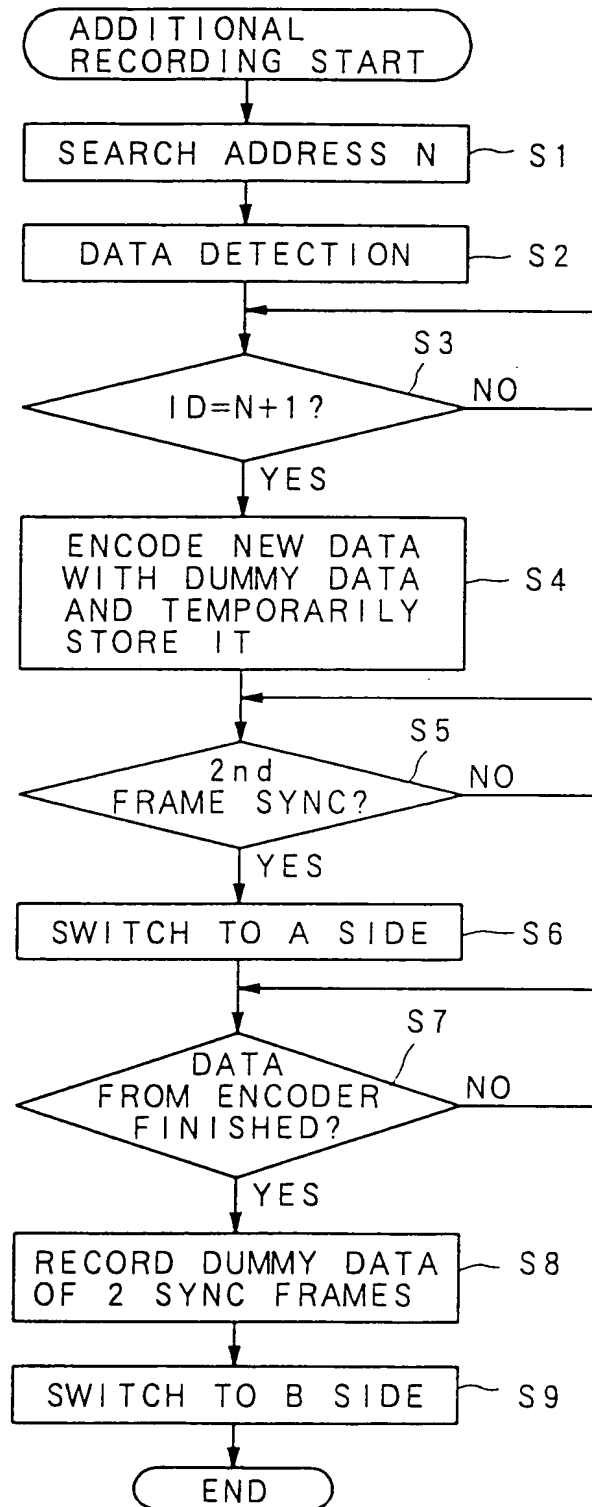 ADDITIONAL
RECORDING START
SEARCH ADDRESS N
S1
DATA DETECTION
S2
S3
ID=N+1?
NO
YES
ENCODE NEW DATA
WITH DUMMY DATA
AND TEMPORARILY
STORE IT
S4
S5
2nd
FRAME SYNC?
NO
YES
SWITCH TO A SIDE
S6
S7
DATA
FROM ENCODER
FINISHED?
NO
YES
RECORD DUMMY DATA
OF 2 SYNC FRAMES
S8
SWITCH TO B SIDE
S9
END